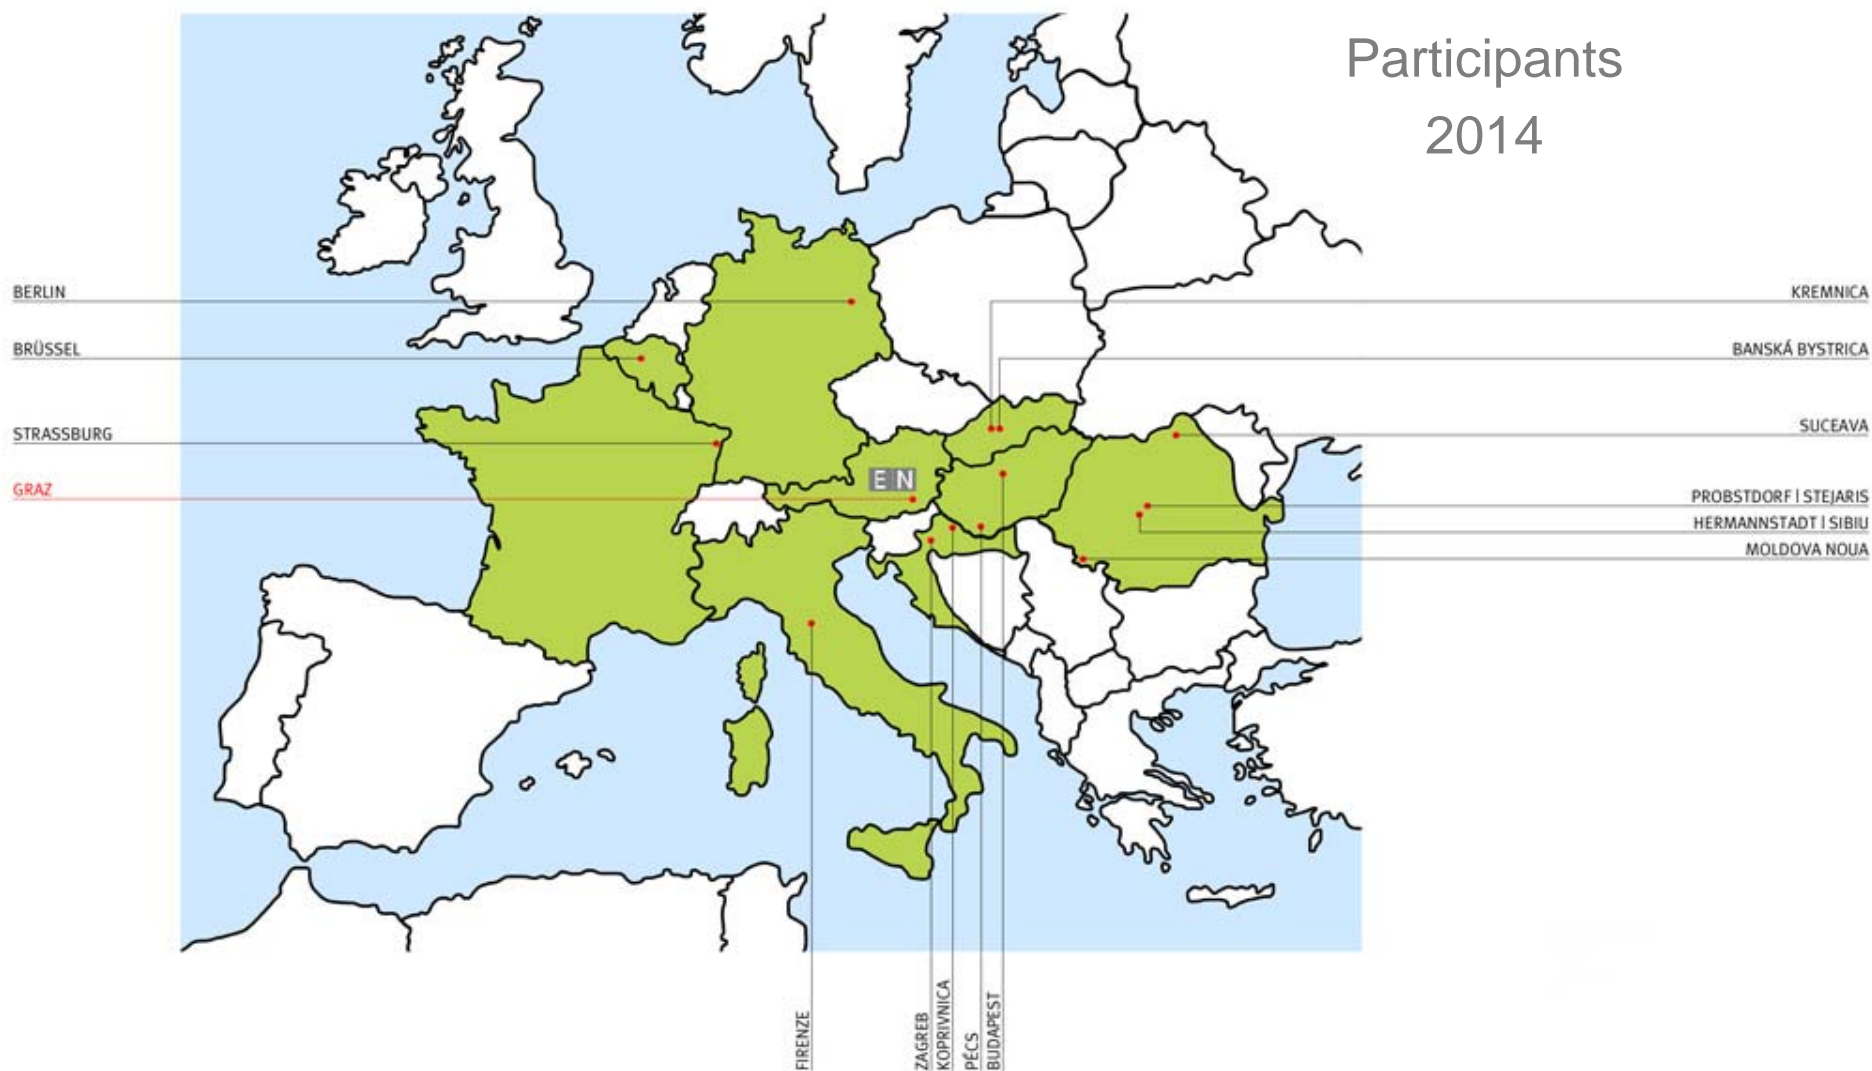 Participants
2014
BERLIN
BRÜSSEL
STRASSBURG
GRAZ
EN
KREMNICA
BANSKÁ BYSTRICA
SUCEAVA
PROBSTDORF | STEJARIS
HERMANNSTADT | SIBIU
MOLDOVA NOUA
FIRENZE
ZAGREB
KOPRIVNICA
PÉCS
BUDAPEST